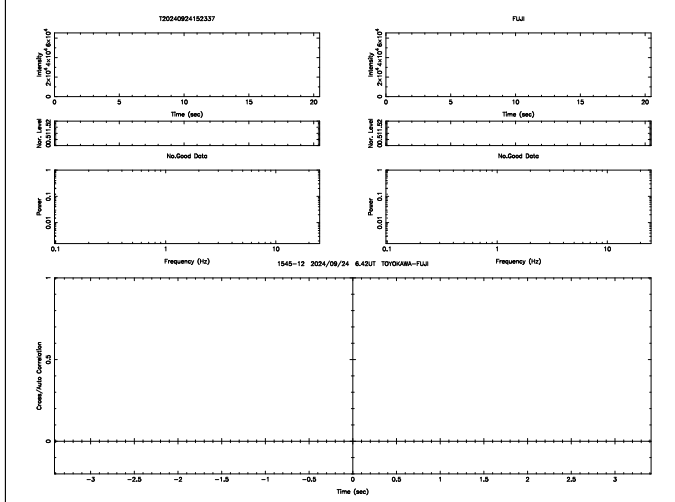 T20240924152337
FUJI
Intensity
0 2×10⁴ 4×10⁴ 6×10⁴
0 5 10 15 20
Time (sec)
Intensity
0 2×10⁴ 4×10⁴ 6×10⁴
0 5 10 15 20
Time (sec)
Nor. Level
00.511.52
Nor. Level
00.511.52
No.Good Data
No.Good Data
Power
0.01 0.1 1
0.1 1 10
Frequency (Hz)
Power
0.01 0.1 1
0.1 1 10
Frequency (Hz)
1545-12 2024/09/24 6.42UT TOYOKAWA-FUJI
Cross/Auto Correlation
0 0.5 1
-3 -2.5 -2 -1.5 -1 -0.5 0 0.5 1 1.5 2 2.5 3
Time (sec)